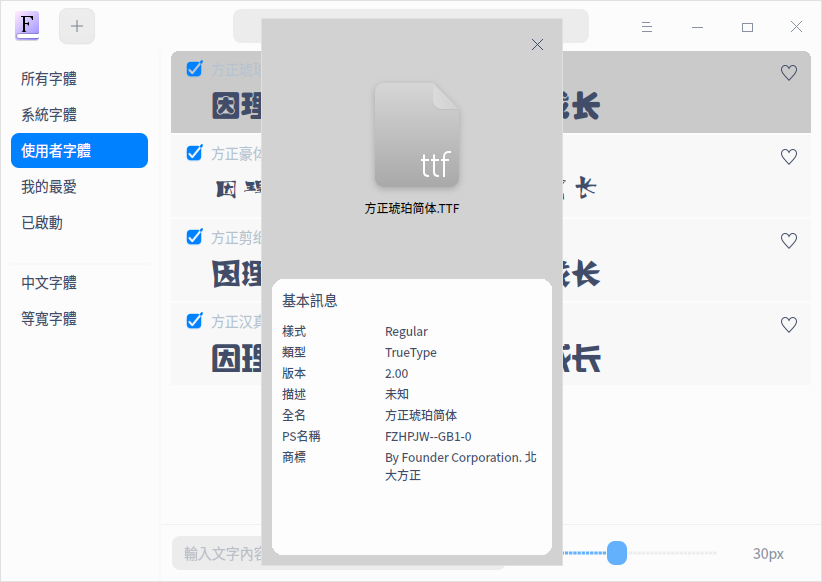 F
所有字體
系統字體
使用者字體
我的最愛
已啟動
中文字體
等寬字體
方正琥
因理
长
方正豪体
因理
长
方正剪纸
因理
长
方正汉真
因理
长
ttf
方正琥珀简体.TTF
基本訊息
樣式 Regular
類型 TrueType
版本 2.00
描述 未知
全名 方正琥珀简体
PS名稱 FZHPJW--GB1-0
商標 By Founder Corporation. 北
大方正
輸入文字內容
30px